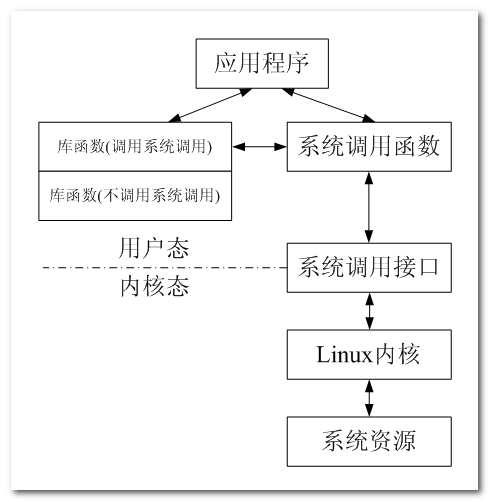 应用程序
库函数(调用系统调用)
系统调用函数
库函数(不调用系统调用)
用户态
内核态
系统调用接口
Linux内核
系统资源